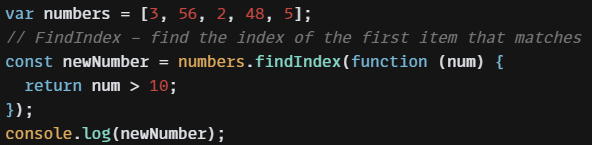 var numbers = [3, 56, 2, 48, 5];
// FindIndex – find the index of the first item that matches
const newNumber = numbers.findIndex(function (num) {
  return num > 10;
});
console.log(newNumber);